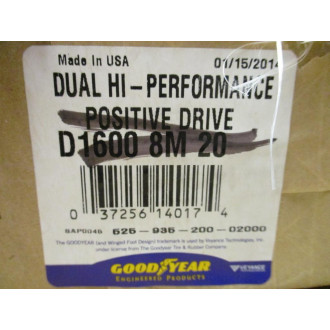 Made In USA 01/15/2014
DUAL HI-PERFORMANCE
POSITIVE DRIVE
D1600 8M 20
0 37256 14017 4
525-935-200-02000
The GOODYEAR (and Winged Foot Design) trademark is used by Veyance Technologies, Inc.
under license from The Goodyear Tire & Rubber Company.
GOODYEAR VEYANCE
ENGINEERED PRODUCTS